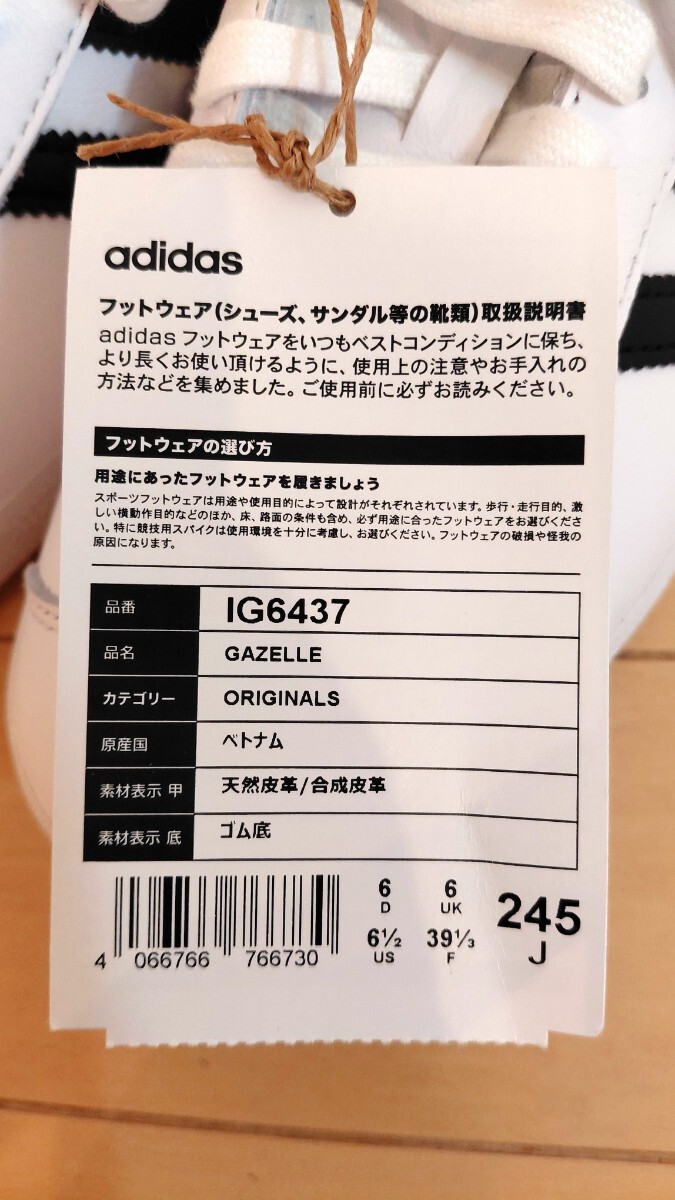 adidas
フットウェア(シューズ、サンダル等の靴類)取扱説明書
adidas フットウェアをいつもベストコンディションに保ち、
より長くお使い頂けるように、使用上の注意やお手入れの
方法などを集めました。ご使用前に必ずお読みください。
フットウェアの選び方
用途にあったフットウェアを履きましょう
スポーツフットウェアは用途や使用目的によって設計がそれぞれされています。歩行・走行目的、激
しい横動作目的などのほか、床、路面の条件も含め、必ず用途に合ったフットウェアをお選びくださ
い。特に競技用スパイクは使用環境を十分に考慮し、お選びください。フットウェアの破損や怪我の
原因になります。
品番 IG6437
品名 GAZELLE
カテゴリー ORIGINALS
原産国 ベトナム
素材表示 甲 天然皮革/合成皮革
素材表示 底 ゴム底
6 6 245
D UK J
6½ 39⅓
US F
4 066766 766730